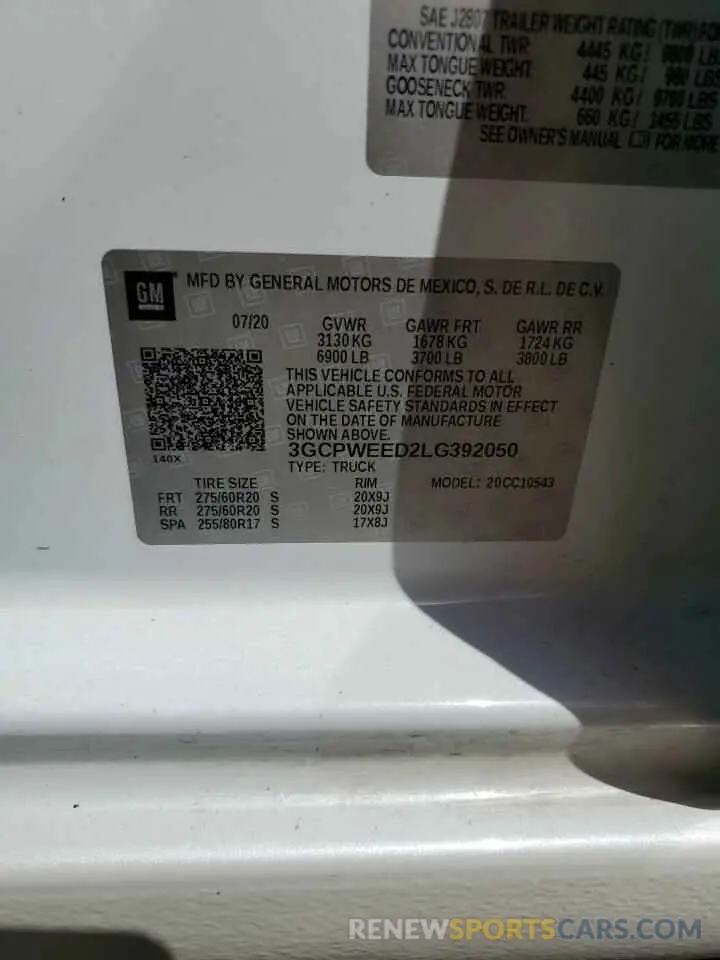 SAE J2807 TRAILER WEIGHT RATING (TWR) FOR
CONVENTIONAL TWR: 4445 KG/ 9800 LBS
MAX TONGUE WEIGHT: 445 KG/ 980 LBS
GOOSENECK TWR: 4400 KG/ 9700 LBS
MAX TONGUE WEIGHT: 660 KG/ 1455 LBS
SEE OWNER'S MANUAL FOR MORE
GM MFD BY GENERAL MOTORS DE MEXICO, S. DE R.L. DE C.V.
07/20 GVWR GAWR FRT GAWR RR
3130 KG 1678 KG 1724 KG
6900 LB 3700 LB 3800 LB
THIS VEHICLE CONFORMS TO ALL
APPLICABLE U.S. FEDERAL MOTOR
VEHICLE SAFETY STANDARDS IN EFFECT
ON THE DATE OF MANUFACTURE
SHOWN ABOVE.
3GCPWEED2LG392050
140X
TYPE: TRUCK
TIRE SIZE RIM MODEL: 20CC10543
FRT 275/60R20 S 20X9J
RR 275/60R20 S 20X9J
SPA 255/80R17 S 17X8J
RENEWSPORTSCARS.COM